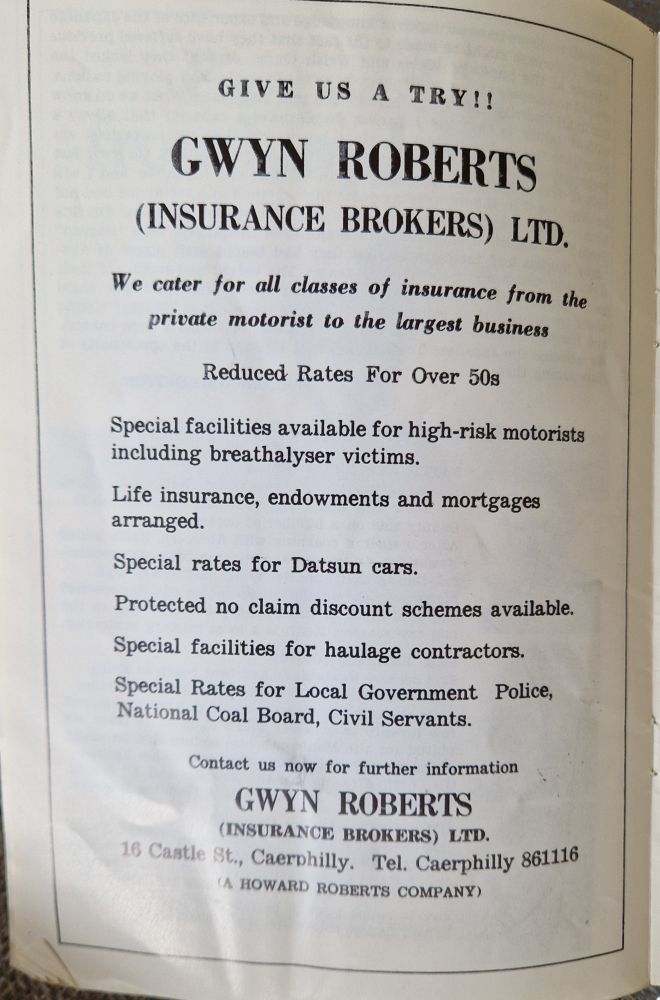 GIVE US A TRY!!
GWYN ROBERTS
(INSURANCE BROKERS) LTD.
We cater for all classes of insurance from the
private motorist to the largest business
Reduced Rates For Over 50s
Special facilities available for high-risk motorists
including breathalyser victims.
Life insurance, endowments and mortgages
arranged.
Special rates for Datsun cars.
Protected no claim discount schemes available.
Special facilities for haulage contractors.
Special Rates for Local Government Police,
National Coal Board, Civil Servants.
Contact us now for further information
GWYN ROBERTS
(INSURANCE BROKERS) LTD.
16 Castle St., Caerphilly. Tel. Caerphilly 861116
(A HOWARD ROBERTS COMPANY)